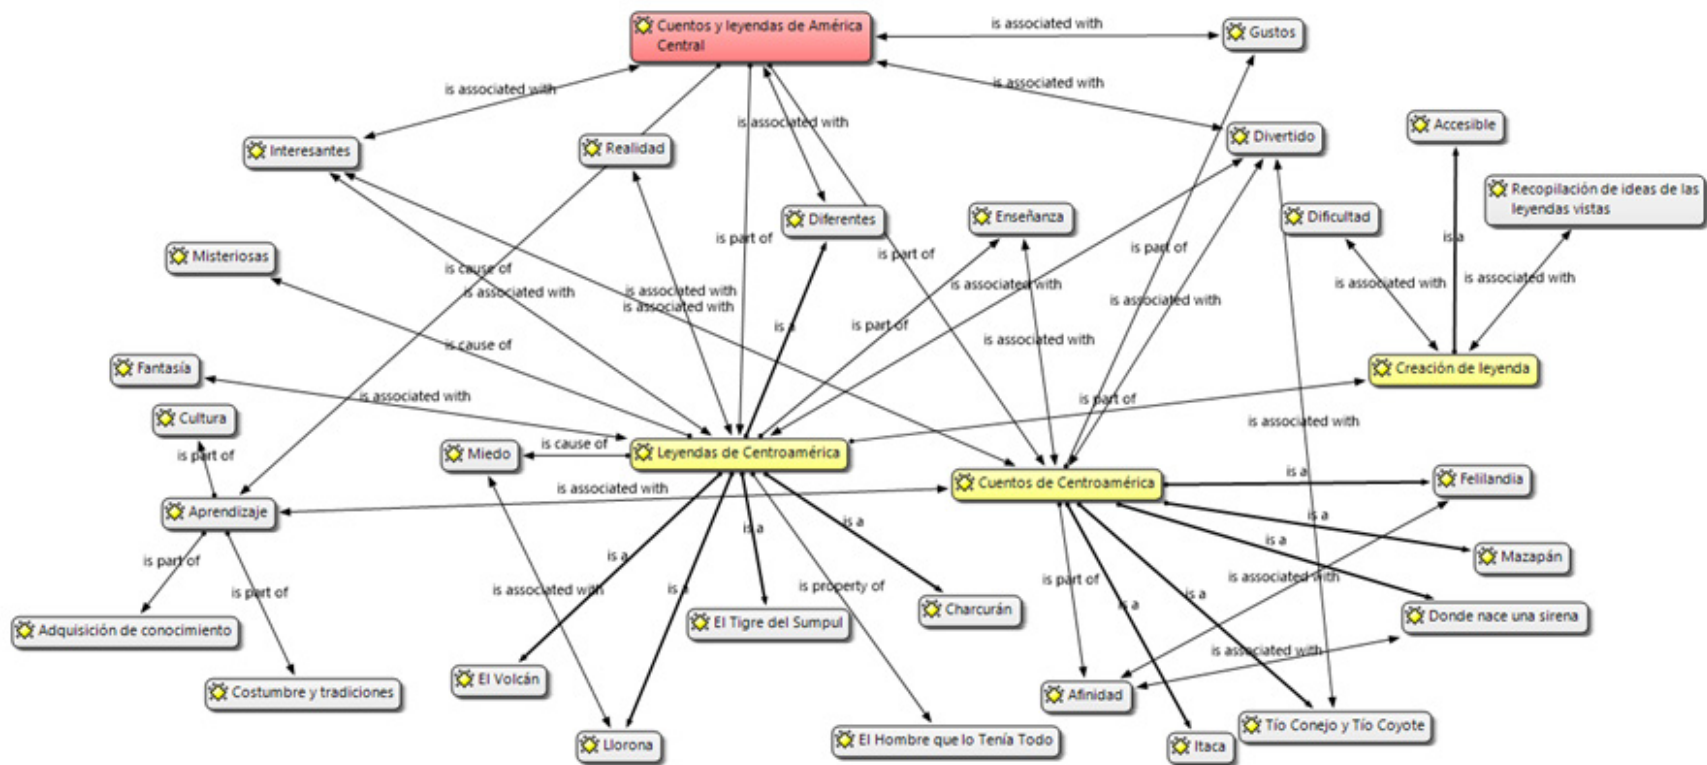 Cuentos y leyendas de América
Central
is associated with
Gustos
is associated with
is associated with
is associated with
Interesantes
Realidad
Divertido
Accesible
Recopilación de ideas de las
leyendas vistas
Diferentes
Enseñanza
Dificultad
is part of
is part of
is part of
is a
Misteriosas
is cause of
is associated with
is associated with
is associated with
is associated with
is associated with
is associated with
is associated with
is a
is part of
is associated with
is cause of
Fantasía
is associated with
Creación de leyenda
is part of
is associated with
Cultura
is part of
Miedo
is cause of
Leyendas de Centroamérica
Cuentos de Centroamérica
is a
Felilandia
is associated with
Aprendizaje
is a
is a
is a
is a
is a
Mazapán
is part of
is part of
is associated with
is a
is property of
is part of
is a
is a
is associated with
Charcurán
Donde nace una sirena
Adquisición de conocimiento
El Tigre del Sumpul
is associated with
El Volcán
Costumbre y tradiciones
Afinidad
Llorona
El Hombre que lo Tenía Todo
Itaca
Tío Conejo y Tío Coyote